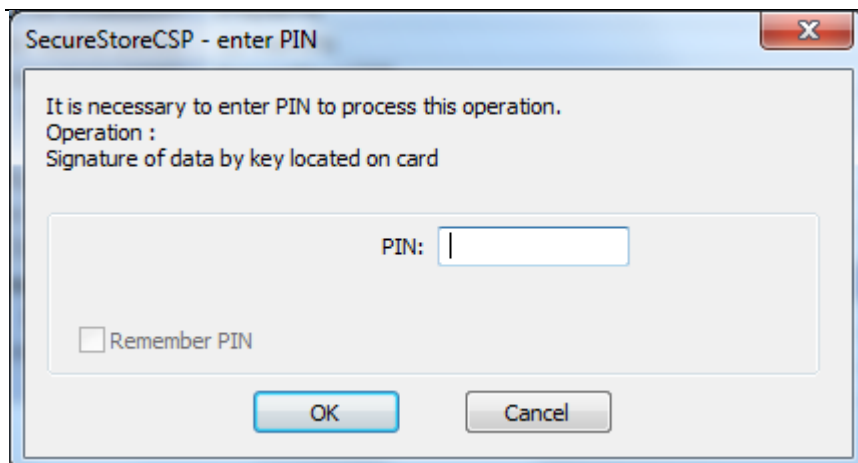 SecureStoreCSP - enter PIN
It is necessary to enter PIN to process this operation.
Operation :
Signature of data by key located on card
PIN:
Remember PIN
OK
Cancel